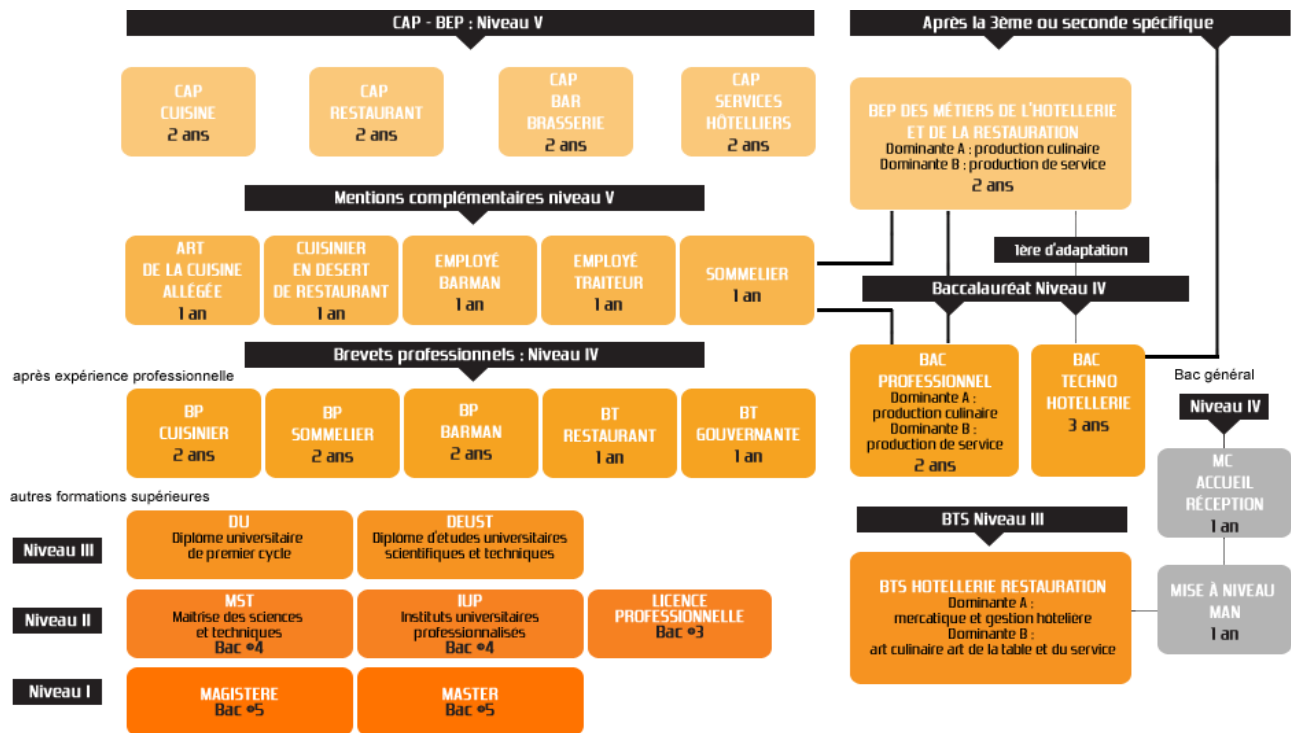 CAP - BEP : Niveau V
CAP
CUISINE
2 ans
CAP
RESTAURANT
2 ans
CAP
BAR
BRASSERIE
2 ans
CAP
SERVICES
HÔTELLIERS
2 ans
Mentions complémentaires niveau V
ART
DE LA CUISINE
ALLÉGÉE
1 an
CUISINIER
EN DESERT
DE RESTAURANT
1 an
EMPLOYÉ
BARMAN
1 an
EMPLOYÉ
TRAITEUR
1 an
SOMMELIER
1 an
Brevets professionnels : Niveau IV
après expérience professionnelle
BP
CUISINIER
2 ans
BP
SOMMELIER
2 ans
BP
BARMAN
2 ans
BT
RESTAURANT
1 an
BT
GOUVERNANTE
1 an
autres formations supérieures
Niveau III
DU
Diplome universitaire
de premier cycle
DEUST
Diplome d'études universitaires
scientifiques et techniques
Niveau II
MST
Maitrise des sciences
et techniques
Bac +4
IUP
Instituts universitaires
professionnalisés
Bac +4
LICENCE
PROFESSIONNELLE
Bac +3
Niveau I
MAGISTERE
Bac +5
MASTER
Bac +5
Après la 3ème ou seconde spécifique
BEP DES MÉTIERS DE L'HOTELLERIE
ET DE LA RESTAURATION
Dominante A : production culinaire
Dominante B : production de service
2 ans
1ère d'adaptation
Baccalauréat Niveau IV
BAC
PROFESSIONNEL
Dominante A :
production culinaire
Dominante B :
production de service
2 ans
BAC
TECHNO
HOTELLERIE
3 ans
Bac général
Niveau IV
MC
ACCUEIL
RÉCEPTION
1 an
BTS Niveau III
BTS HOTELLERIE RESTAURATION
Dominante A :
mercatique et gestion hoteliere
Dominante B :
art culinaire art de la table et du service
MISE À NIVEAU
MAN
1 an